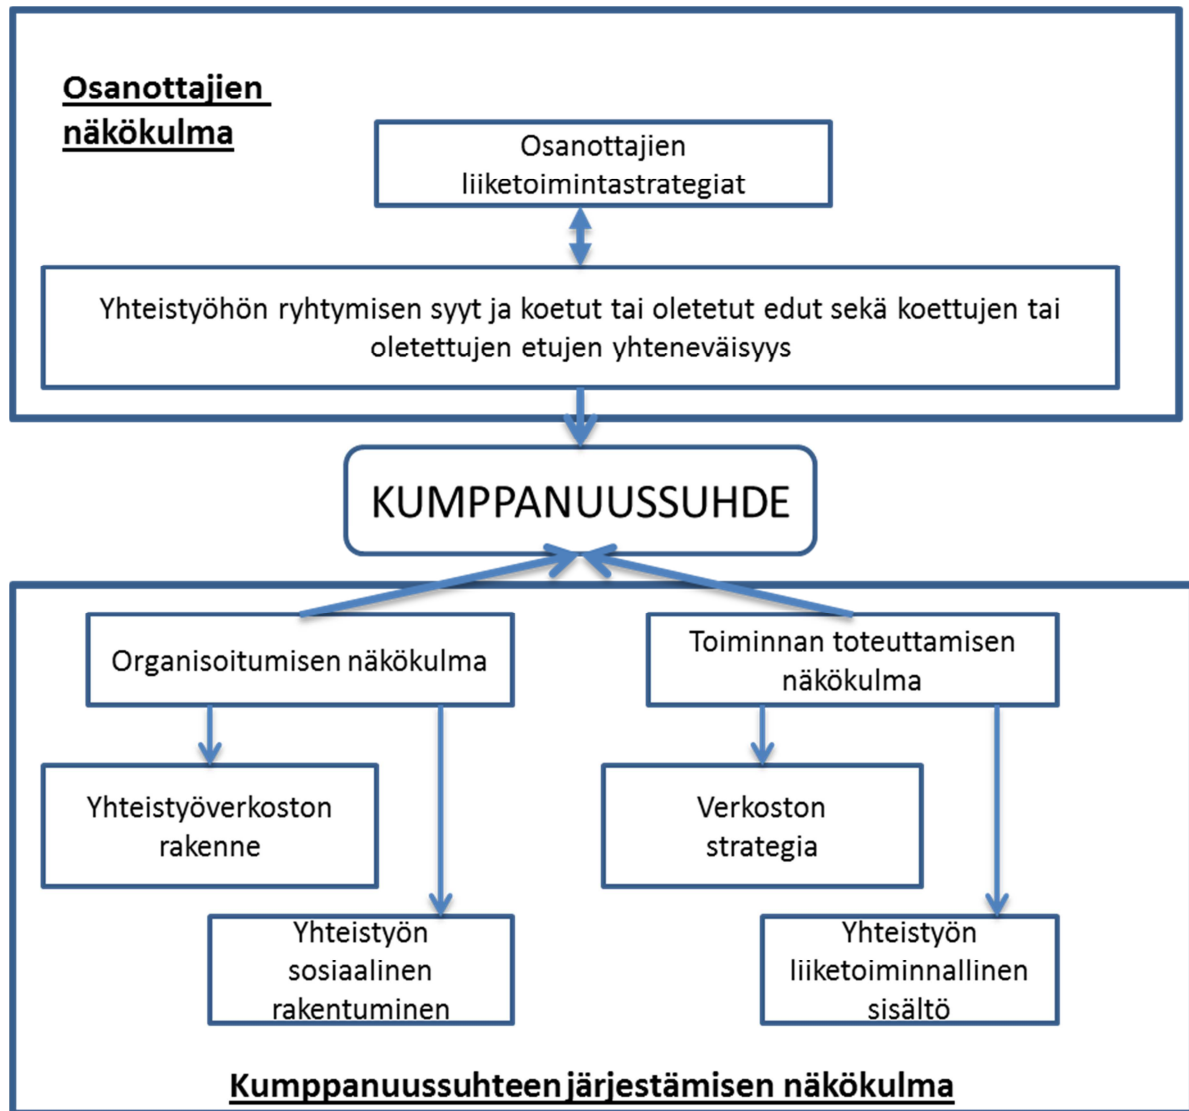 Osanottajien
näkökulma
Osanottajien
liiketoimintastrategiat
Yhteistyöhön ryhtymisen syyt ja koetut tai oletetut edut sekä koettujen tai
oletettujen etujen yhteneväisyys
KUMPPANUUSSUHDE
Organisoitumisen näkökulma
Toiminnan toteuttamisen
näkökulma
Yhteistyöverkoston
rakenne
Verkoston
strategia
Yhteistyön
sosiaalinen
rakentuminen
Yhteistyön
liiketoiminnallinen
sisältö
Kumppanuussuhteen järjestämisen näkökulma